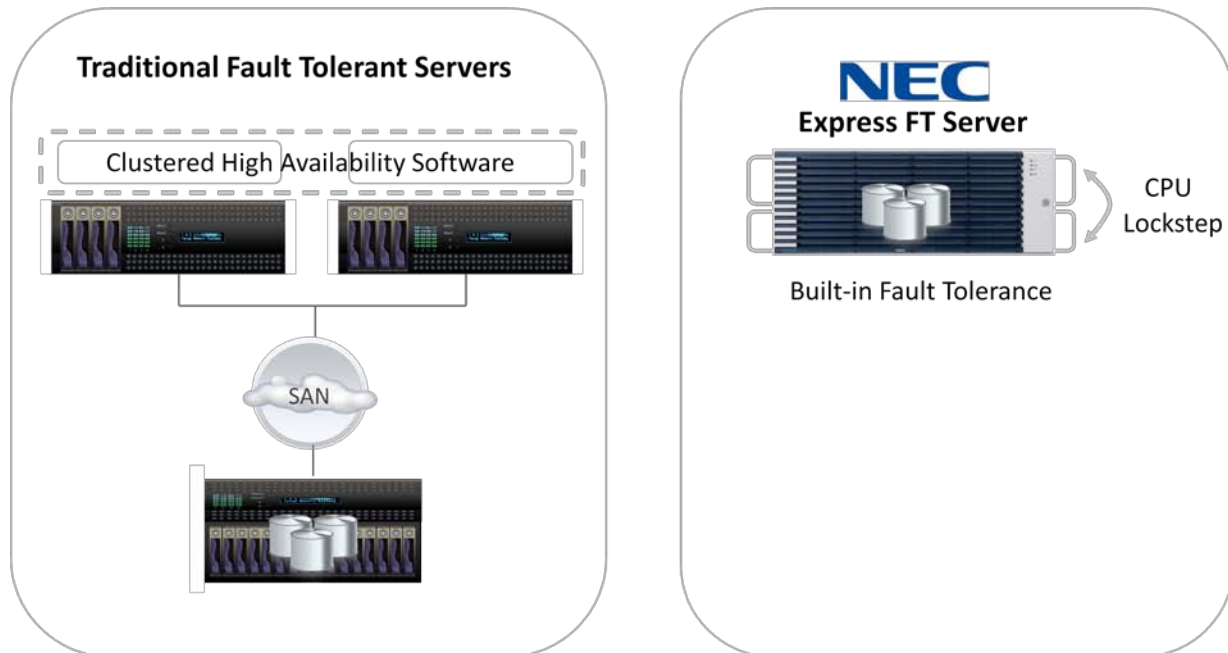 Traditional Fault Tolerant Servers
Clustered High Availability Software
SAN
NEC
Express FT Server
CPU
Lockstep
Built-in Fault Tolerance